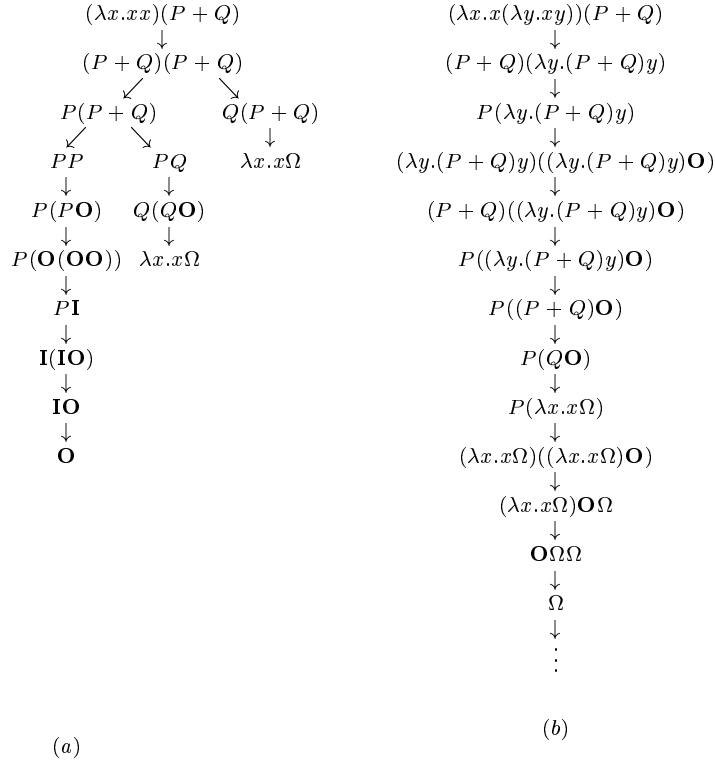 (λx.xx)(P + Q)
↓
(P + Q)(P + Q)
↙ ↘
P(P + Q) Q(P + Q)
↙ ↘ ↓
PP PQ λx.xΩ
↓ ↓
P(PO) Q(QO)
↓ ↓
P(O(OO)) λx.xΩ
↓
PI
↓
I(IO)
↓
IO
↓
O
(a)
(λx.x(λy.xy))(P + Q)
↓
(P + Q)(λy.(P + Q)y)
↓
P(λy.(P + Q)y)
↓
(λy.(P + Q)y)((λy.(P + Q)y)O)
↓
(P + Q)((λy.(P + Q)y)O)
↓
P((λy.(P + Q)y)O)
↓
P((P + Q)O)
↓
P(QO)
↓
P(λx.xΩ)
↓
(λx.xΩ)((λx.xΩ)O)
↓
(λx.xΩ)OΩ
↓
OΩΩ
↓
Ω
↓
⋮
(b)